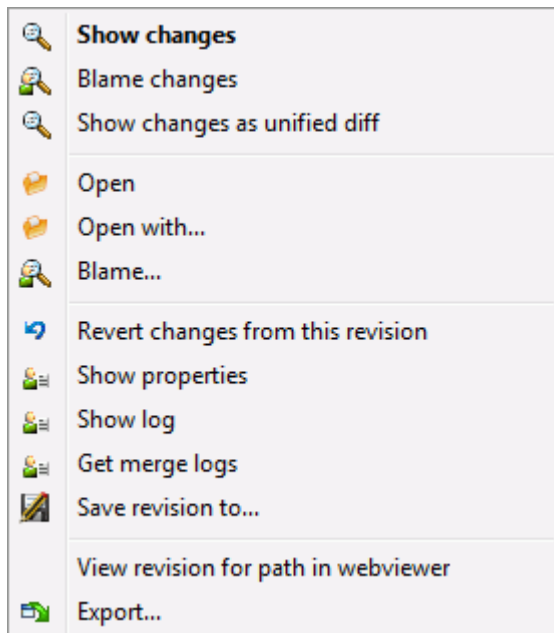 Show changes
Blame changes
Show changes as unified diff
Open
Open with...
Blame...
Revert changes from this revision
Show properties
Show log
Get merge logs
Save revision to...
View revision for path in webviewer
Export...